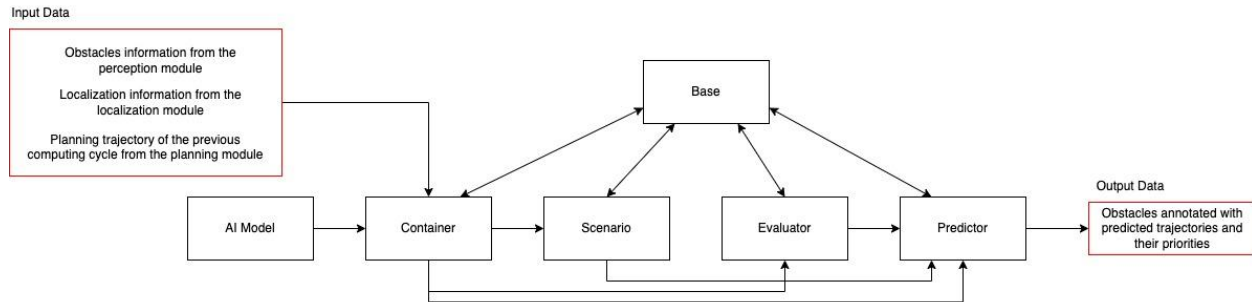 Input Data
Obstacles information from the
perception module
Localization information from the
localization module
Planning trajectory of the previous
computing cycle from the planning module
Base
AI Model
Container
Scenario
Evaluator
Predictor
Output Data
Obstacles annotated with
predicted trajectories and
their priorities